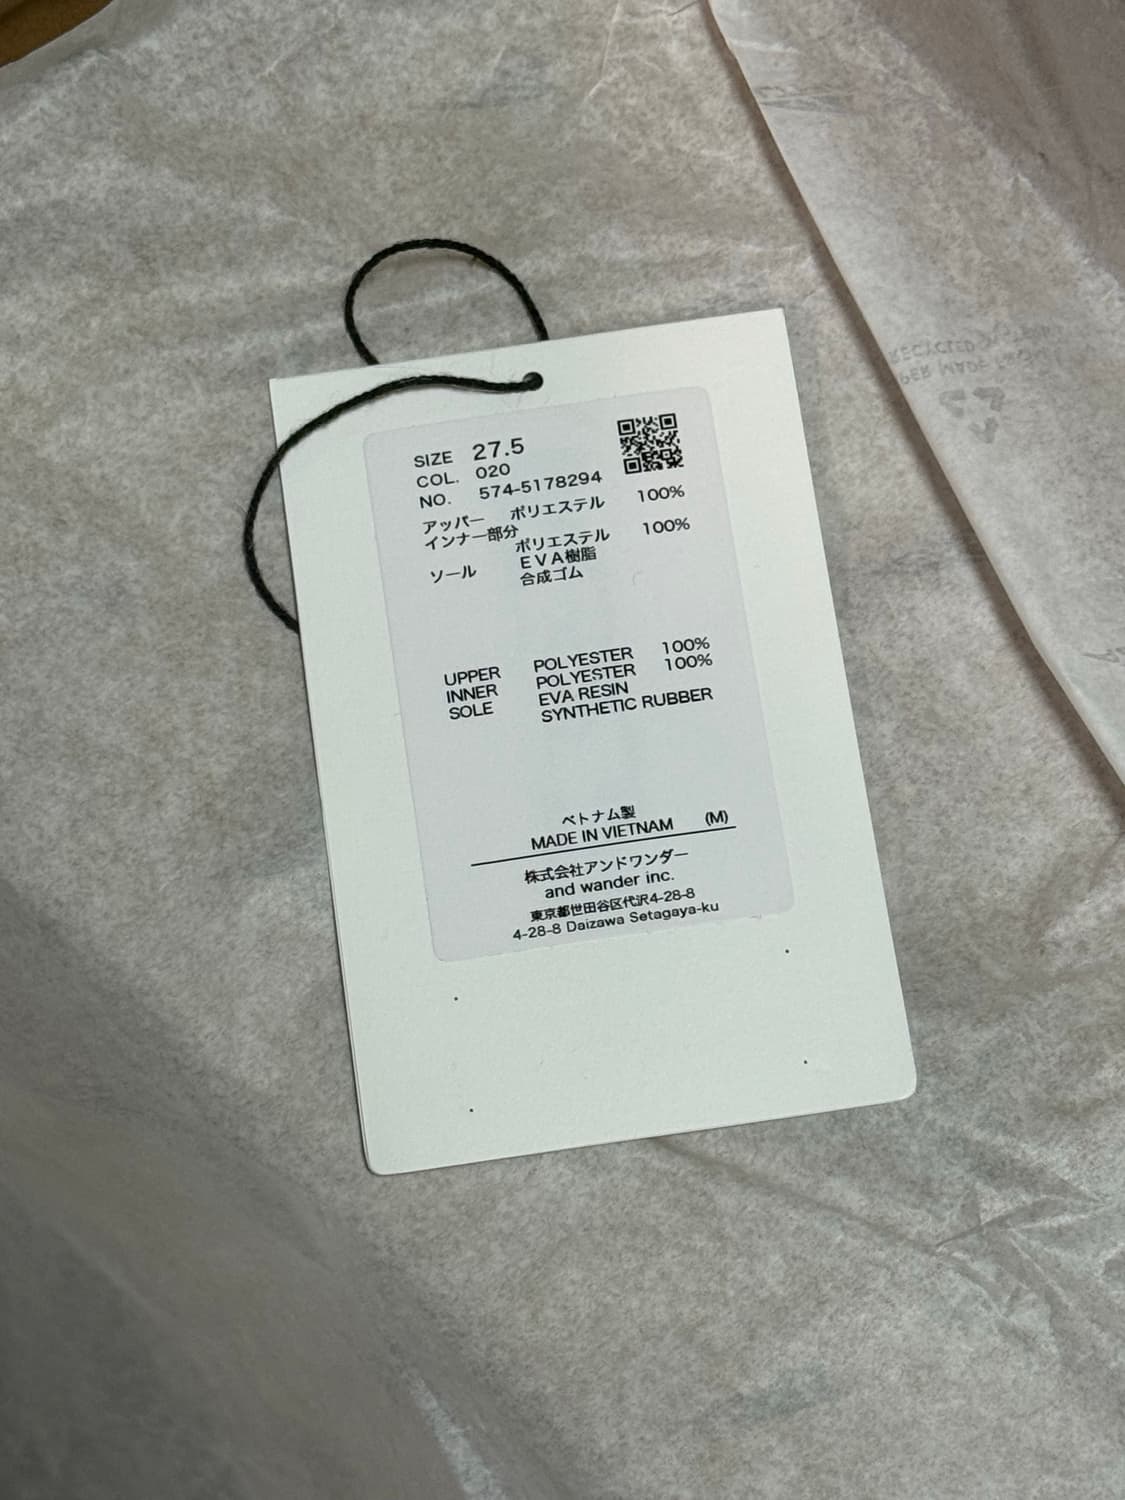 SIZE 27.5
COL. 020
NO. 574-5178294
アッパー ポリエステル 100%
インナー部分
ポリエステル 100%
ソール EVA樹脂
合成ゴム
UPPER POLYESTER 100%
INNER POLYESTER 100%
SOLE EVA RESIN
SYNTHETIC RUBBER
ベトナム製
MADE IN VIETNAM (M)
株式会社アンドワンダー
and wander inc.
東京都世田谷区代沢4-28-8
4-28-8 Daizawa Setagaya-ku
RECYCLED
MADE FROM